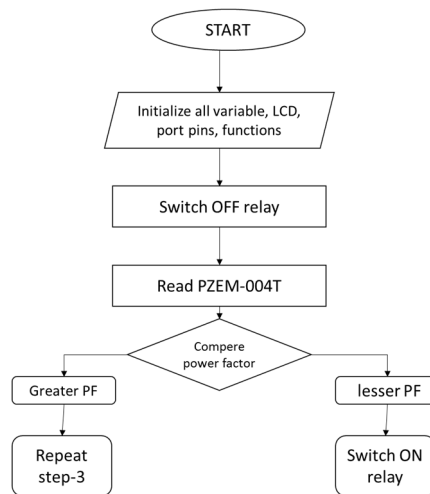 START
Initialize all variable, LCD,
port pins, functions
Switch OFF relay
Read PZEM-004T
Compere
power factor
Greater PF
lesser PF
Repeat
step-3
Switch ON
relay